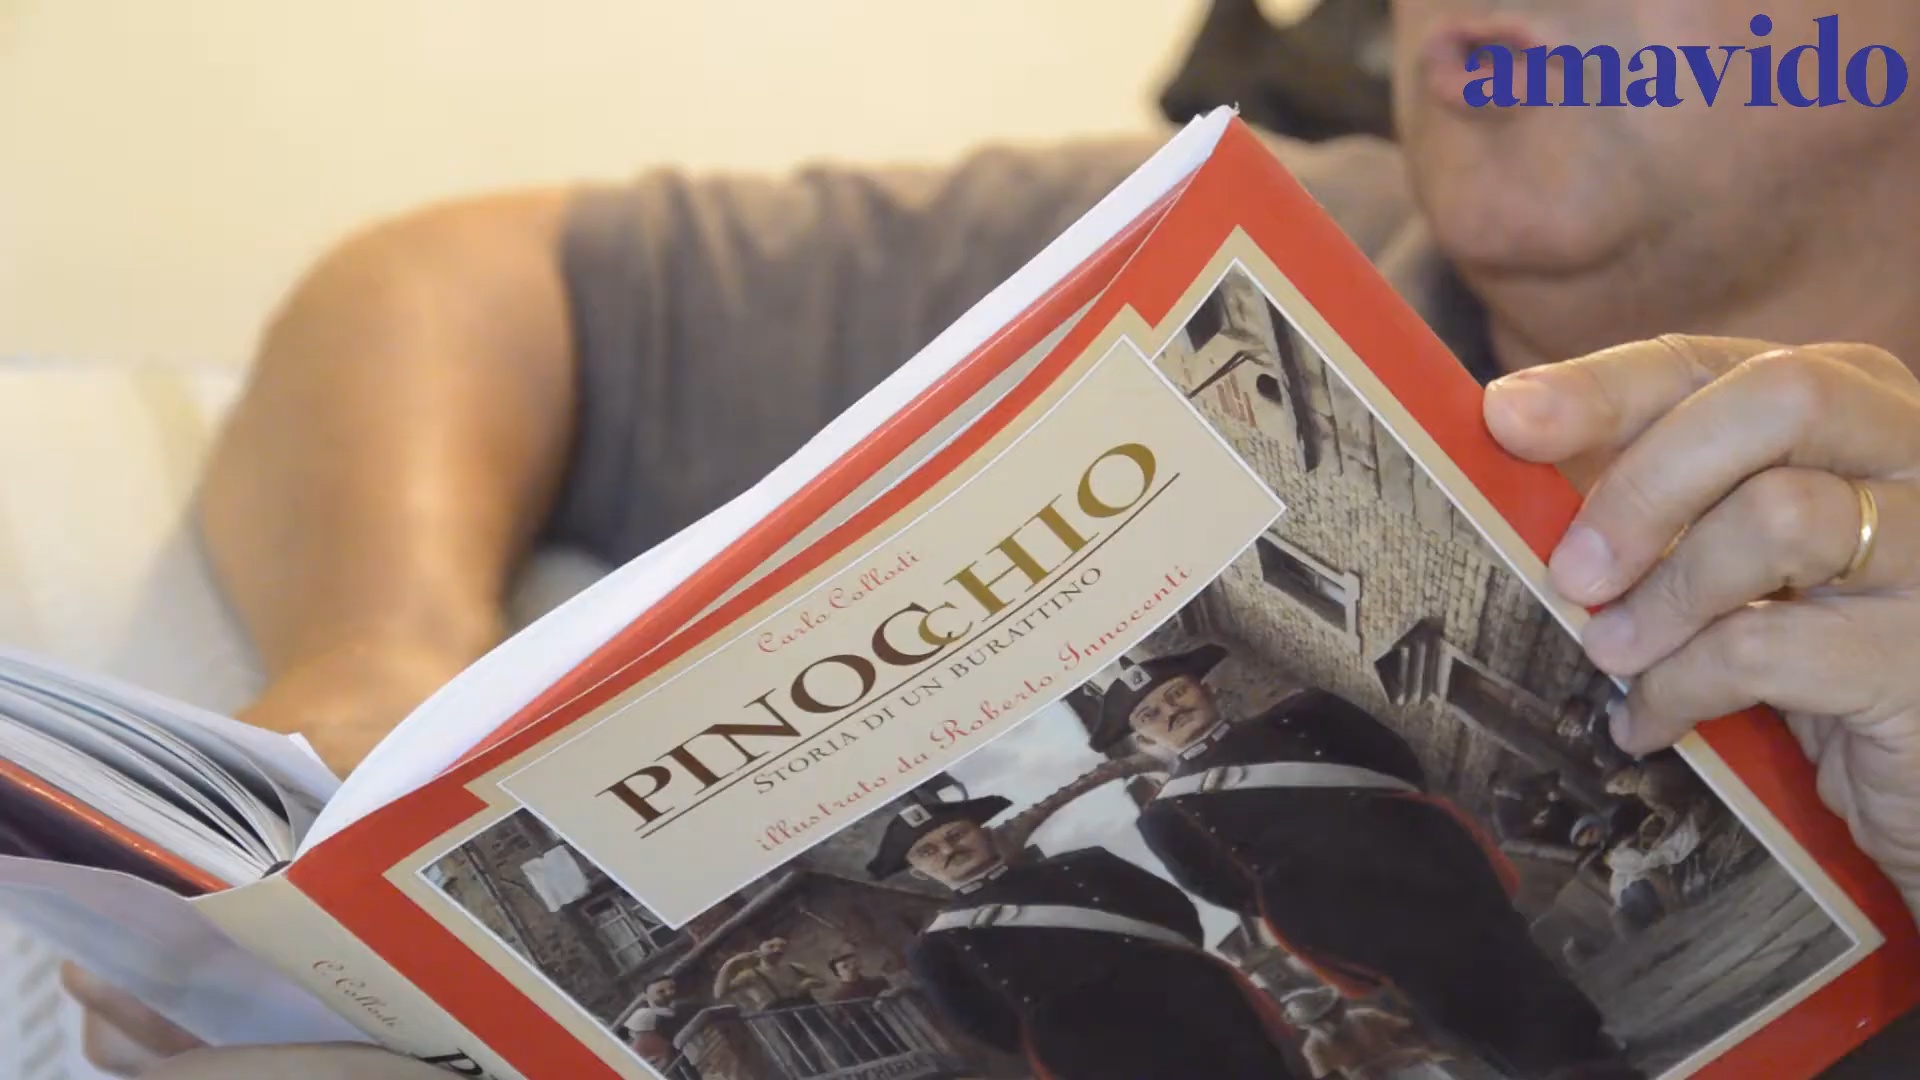 amavido
Carlo Collodi
PINOCCHIO
STORIA DI UN BURATTINO
illustrato da Roberto Innocenti
C. Collodi